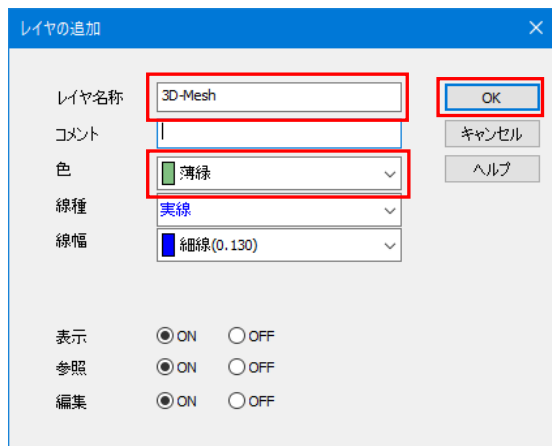 レイヤの追加
レイヤ名称 3D-Mesh OK
コメント キャンセル
色 薄緑 ヘルプ
線種 実線
線幅 細線(0.130)
表示 ON OFF
参照 ON OFF
編集 ON OFF